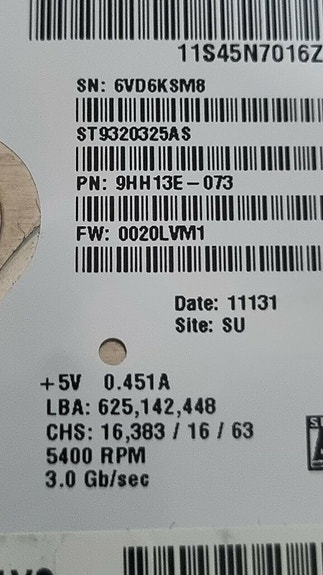 11S45N7016Z
SN: 6VD6KSM8
ST9320325AS
PN: 9HH13E-073
FW: 0020LVM1
Date: 11131
Site: SU
+5V 0.451A
LBA: 625,142,448
CHS: 16,383 / 16 / 63
5400 RPM
3.0 Gb/sec